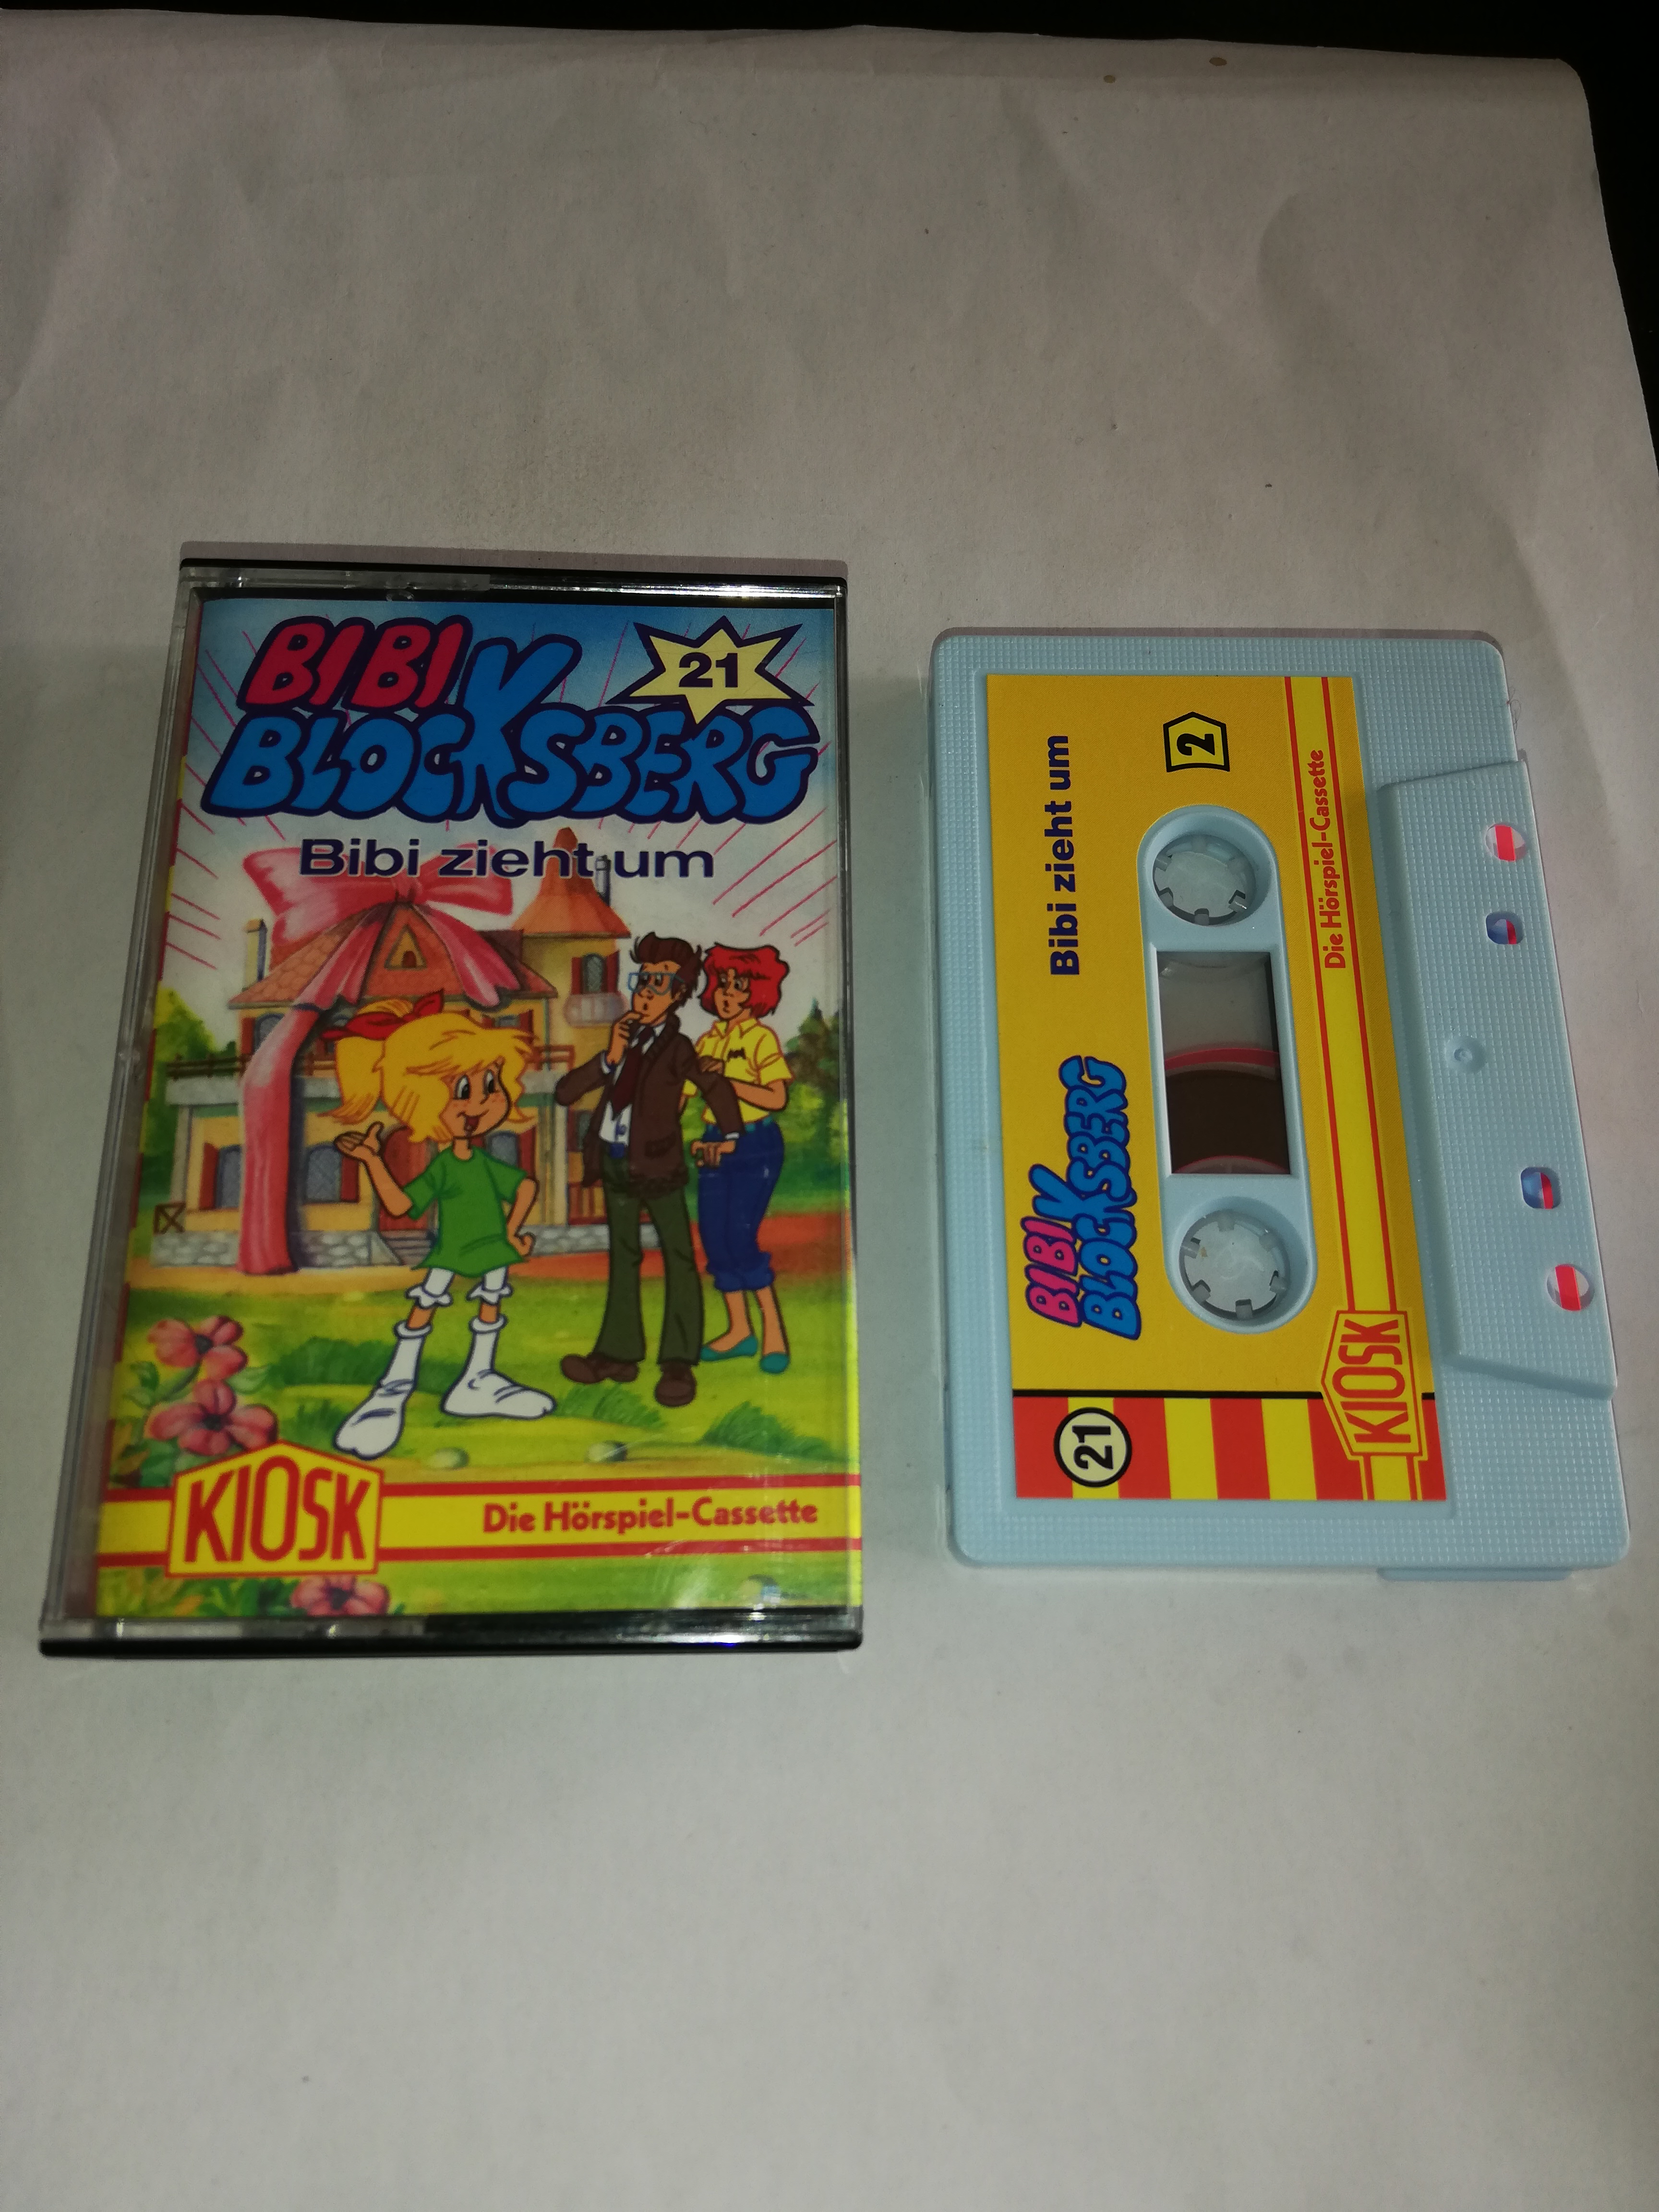 BIBI
BLOCKSBERG
21
Bibi zieht um
KIOSK
Die Hörspiel-Cassette
BIBI
BLOCKSBERG
Bibi zieht um
21
2
KIOSK
Die Hörspiel-Cassette